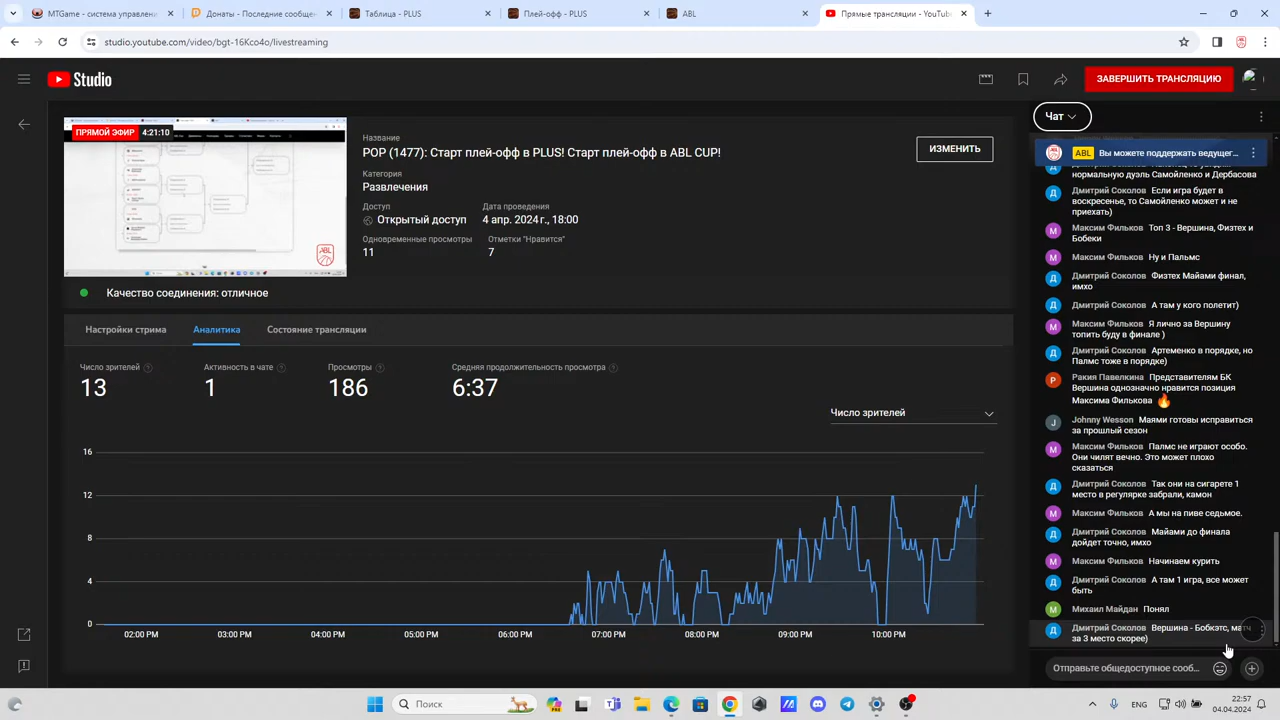 MTGame - система управлени
Донаты - Последние сообщен
Таблица - PLUS
Плей-офф - PLUS
ABL
Прямые трансляции - YouTub
studio.youtube.com/video/bgt-16Kco4o/livestreaming
Studio
ЗАВЕРШИТЬ ТРАНСЛЯЦИЮ
ПРЯМОЙ ЭФИР 4:21:10
Название
POP (147.): Старт плей-офф в PLUS
ИЗМЕНИТЬ
Категория
Развлечения
Доступ
Дата проведения
Открытый доступ
4 апр. 2024 г., 18:00
Одновременные просмотры
Отметки "Нравится"
11
7
Качество соединения: отличное
Настройки стрима
Аналитика
Состояние трансляции
Число зрителей
13
Активность в чате
1
Просмотры
186
Средняя продолжительность просмотра
6:37
Число зрителей
16
12
8
4
0
02:00 PM
03:00 PM
04:00 PM
05:00 PM
06:00 PM
07:00 PM
08:00 PM
09:00 PM
10:00 PM
Чат
ABL Вы можете поддержать ведущег...
нормальную дуэль Самойленко и Дербасова
Дмитрий Соколов Если игра будет в
воскресенье, то Самойленко может и не
приехать)
Максим Фильков Топ 3 - Вершина, Физтех и
Бобеки
Максим Фильков Ну и Пальмс
Дмитрий Соколов Физтех Майами финал,
имхо
Дмитрий Соколов А там у кого полетит)
Максим Фильков Я лично за Вершину
топить буду в финале )
Дмитрий Соколов Артеменко в порядке, но
Палмс тоже в порядке)
Ракия Павелкина Представителям БК
Вершина однозначно нравится позиция
Максима Филькова 🔥
Johnny Wesson Маями готовы исправиться
за прошлый сезон
Максим Фильков Палмс не играют особо.
Они чилят вечно. Это может плохо
сказаться
Дмитрий Соколов Так они на сигарете 1
место в регулярке забрали, камон
Максим Фильков А мы на пиве седьмое.
Дмитрий Соколов Майами до финала
дойдет точно, имхо
Максим Фильков Начинаем курить
Дмитрий Соколов А там 1 игра, все может
быть
Михаил Майдан Понял
Дмитрий Соколов Вершина - Бобкэтс, матч
за 3 место скорее)
Отправьте общедоступное сооб...
Поиск
ENG
22:57
04.04.2024